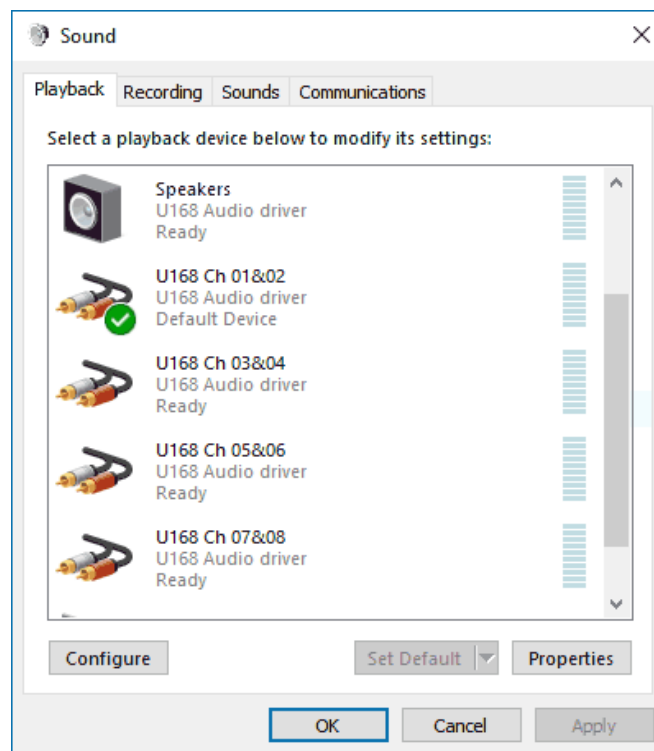 Sound
Playback Recording Sounds Communications
Select a playback device below to modify its settings:
Speakers
U168 Audio driver
Ready
U168 Ch 01&02
U168 Audio driver
Default Device
U168 Ch 03&04
U168 Audio driver
Ready
U168 Ch 05&06
U168 Audio driver
Ready
U168 Ch 07&08
U168 Audio driver
Ready
Configure Set Default Properties
OK Cancel Apply